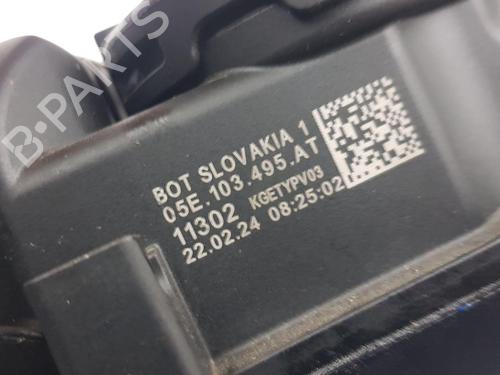 B-PARTS
BOT SLOVAKIA 1
05E.103.495.AT
11302 KGETYPV03
22.02.24 08:25:02